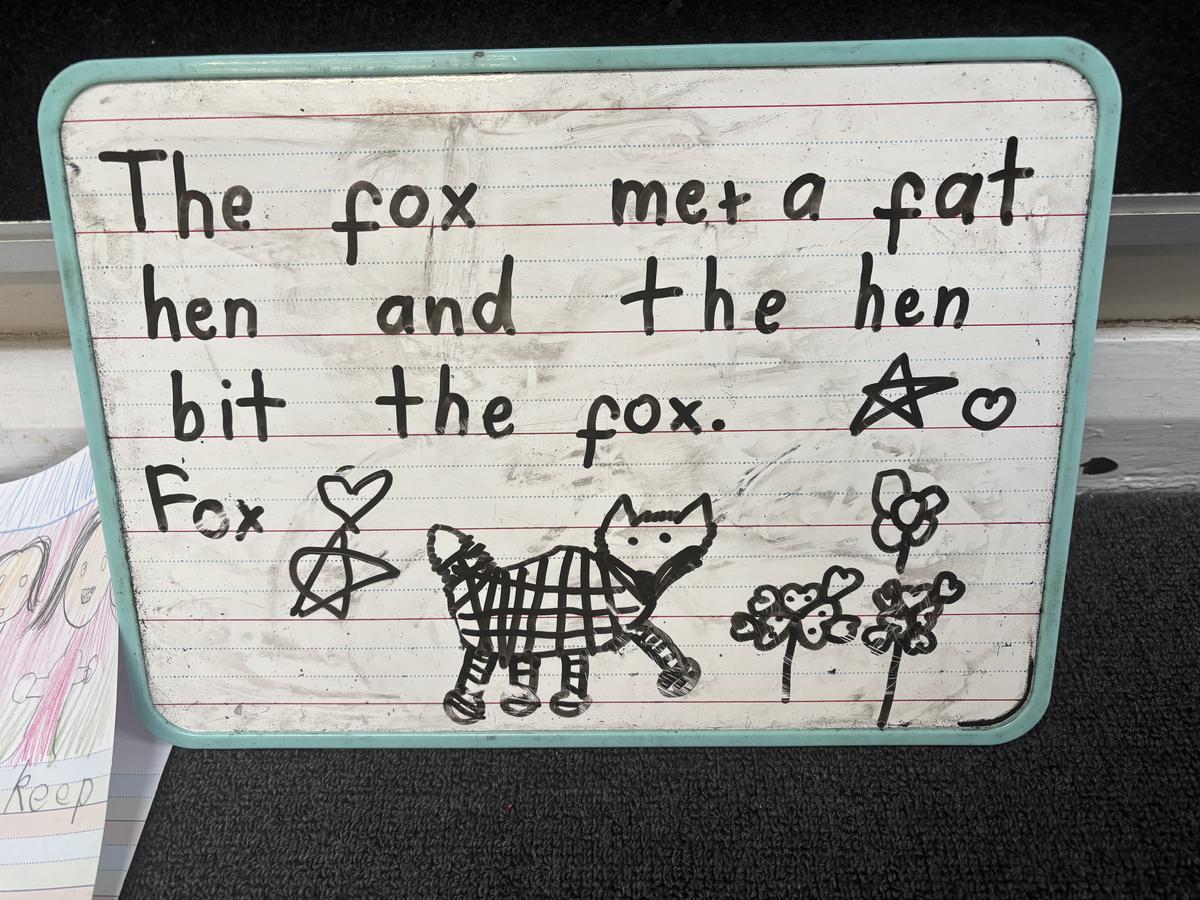 The fox met a fat
hen and the hen
bit the fox.
Fox
keep